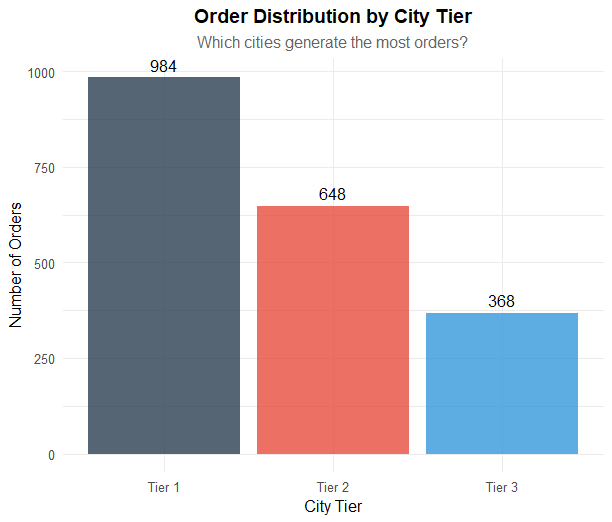 Order Distribution by City Tier
Which cities generate the most orders?
Number of Orders
1000
750
500
250
0
984
648
368
Tier 1
Tier 2
Tier 3
City Tier